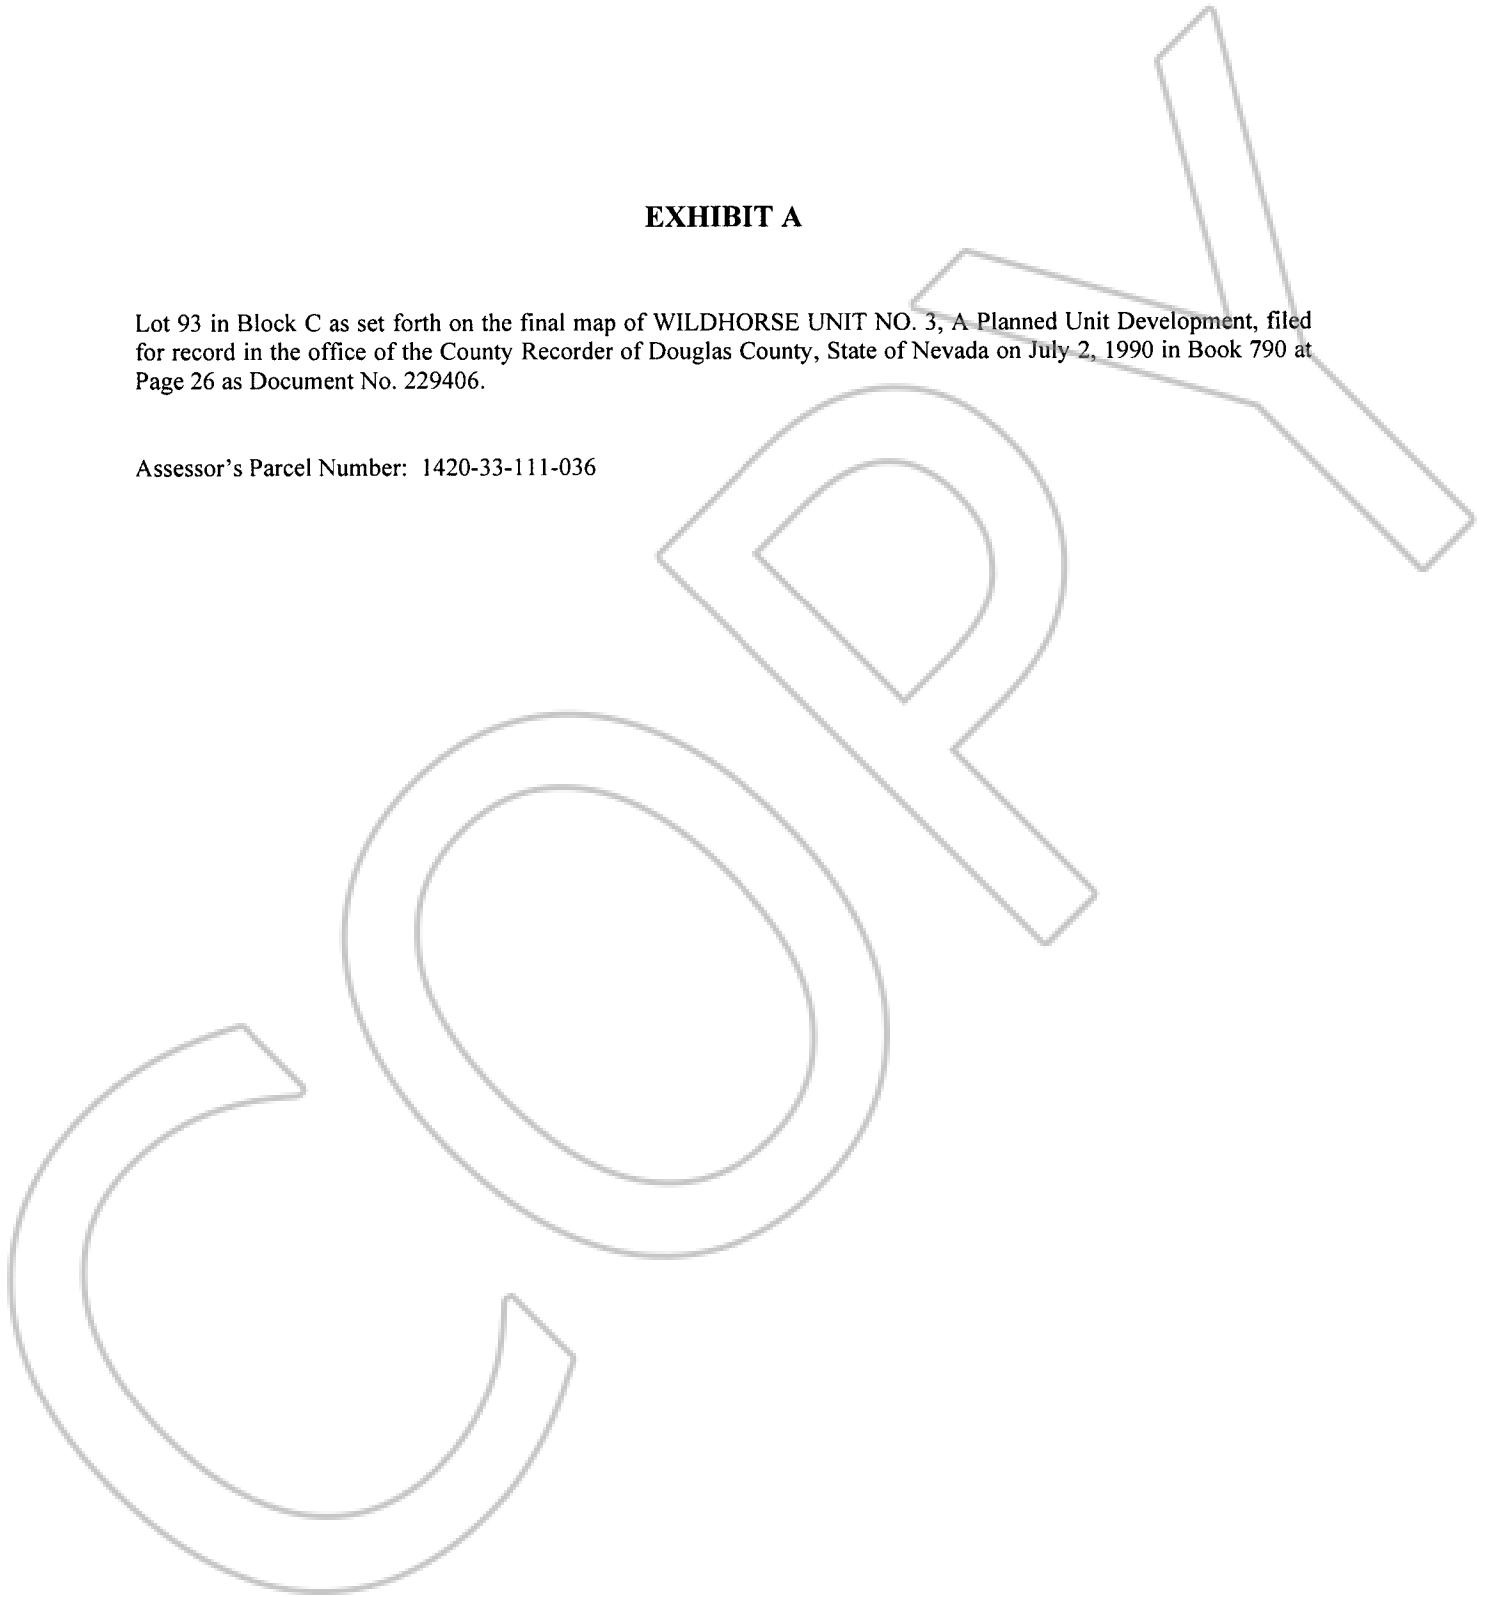 EXHIBIT A
Lot 93 in Block C as set forth on the final map of WILDHORSE UNIT NO. 3, A Planned Unit Development, filed
for record in the office of the County Recorder of Douglas County, State of Nevada on July 2, 1990 in Book 790 at
Page 26 as Document No. 229406.
Assessor's Parcel Number: 1420-33-111-036
COPY